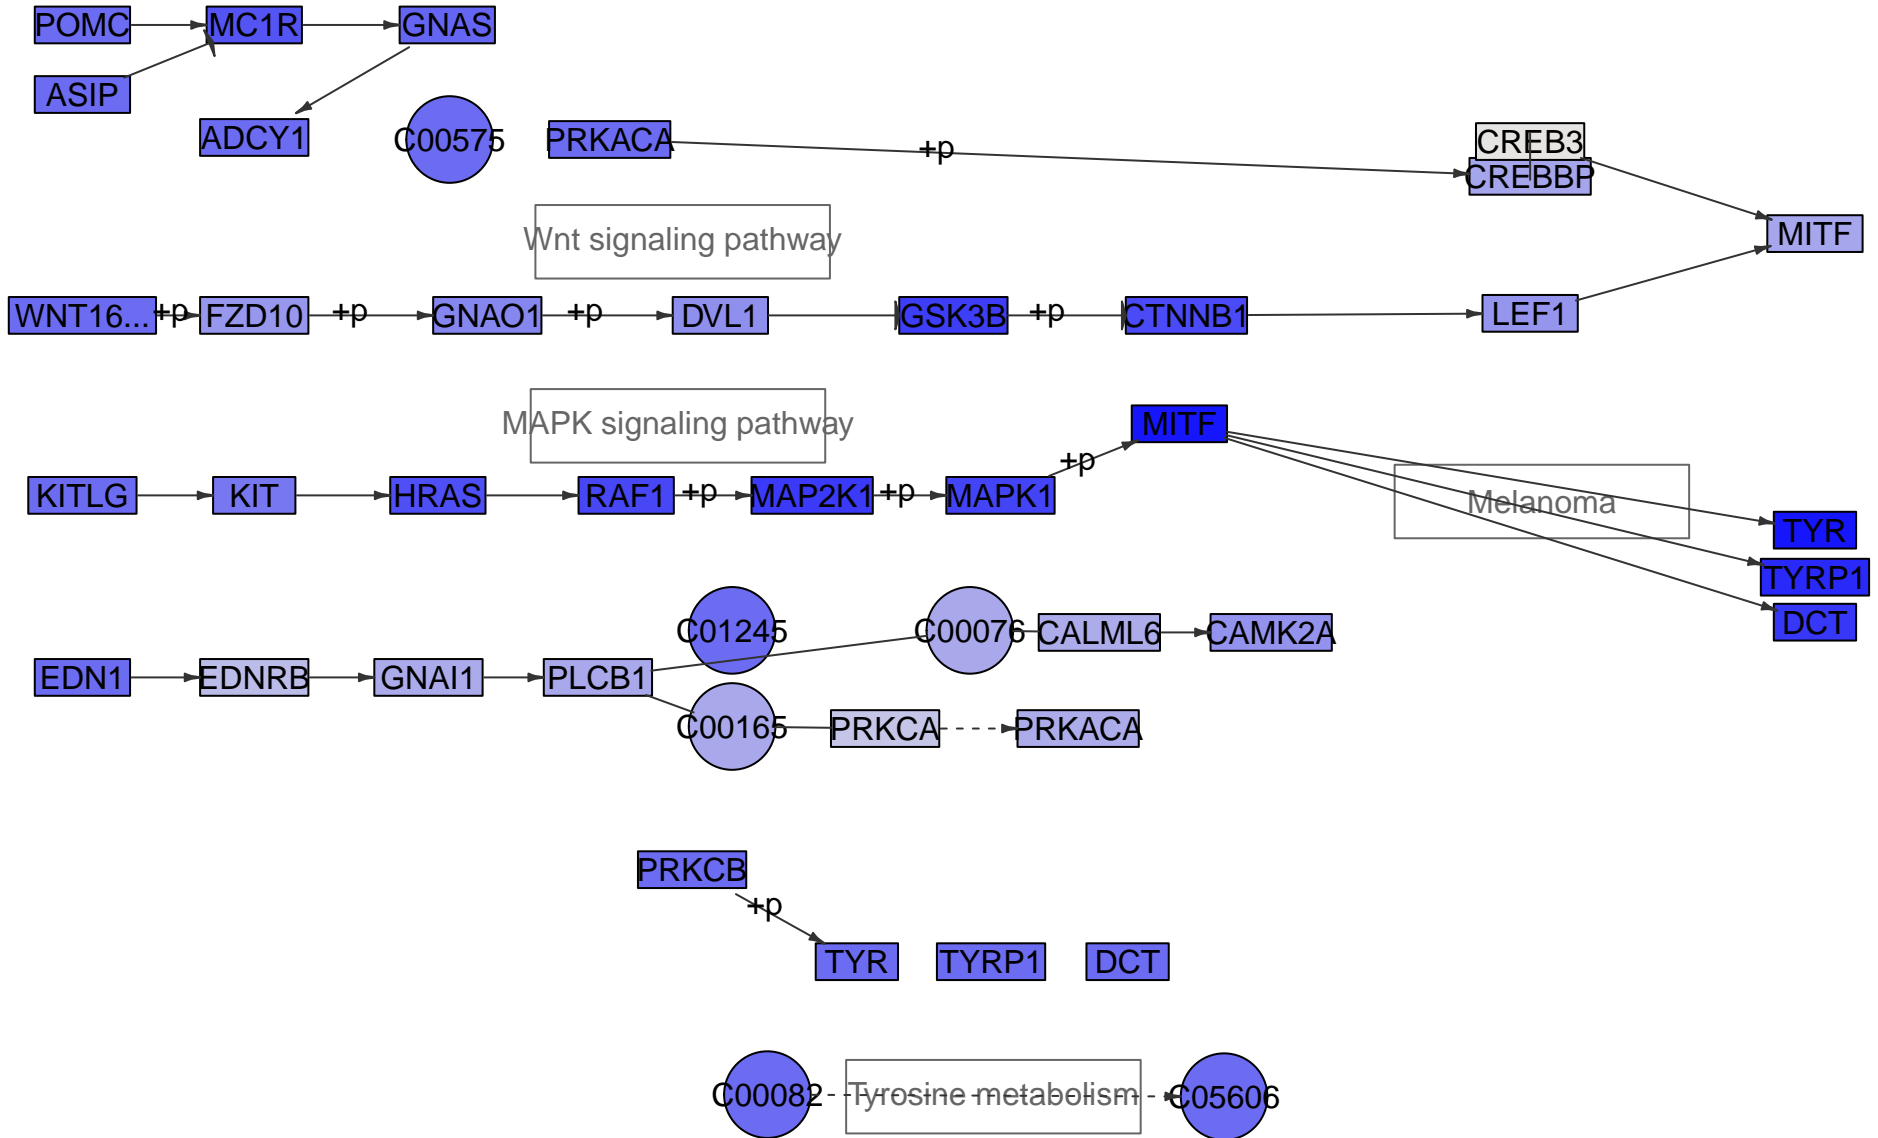 POMC
MC1R
GNAS
ASIP
ADCY1
C00575
PRKACA
+p
CREB3
CREBBP
MITF
Wnt signaling pathway
WNT16...
+p
FZD10
+p
GNAO1
+p
DVL1
GSK3B
+p
CTNNB1
LEF1
MAPK signaling pathway
MITF
+p
KITLG
KIT
HRAS
RAF1
+p
MAP2K1
+p
MAPK1
Melanoma
TYR
TYRP1
DCT
C01245
C00076
CALML6
CAMK2A
EDN1
EDNRB
GNAI1
PLCB1
C00165
PRKCA
PRKACA
PRKCB
+p
TYR
TYRP1
DCT
C00082
Tyrosine metabolism
C05606